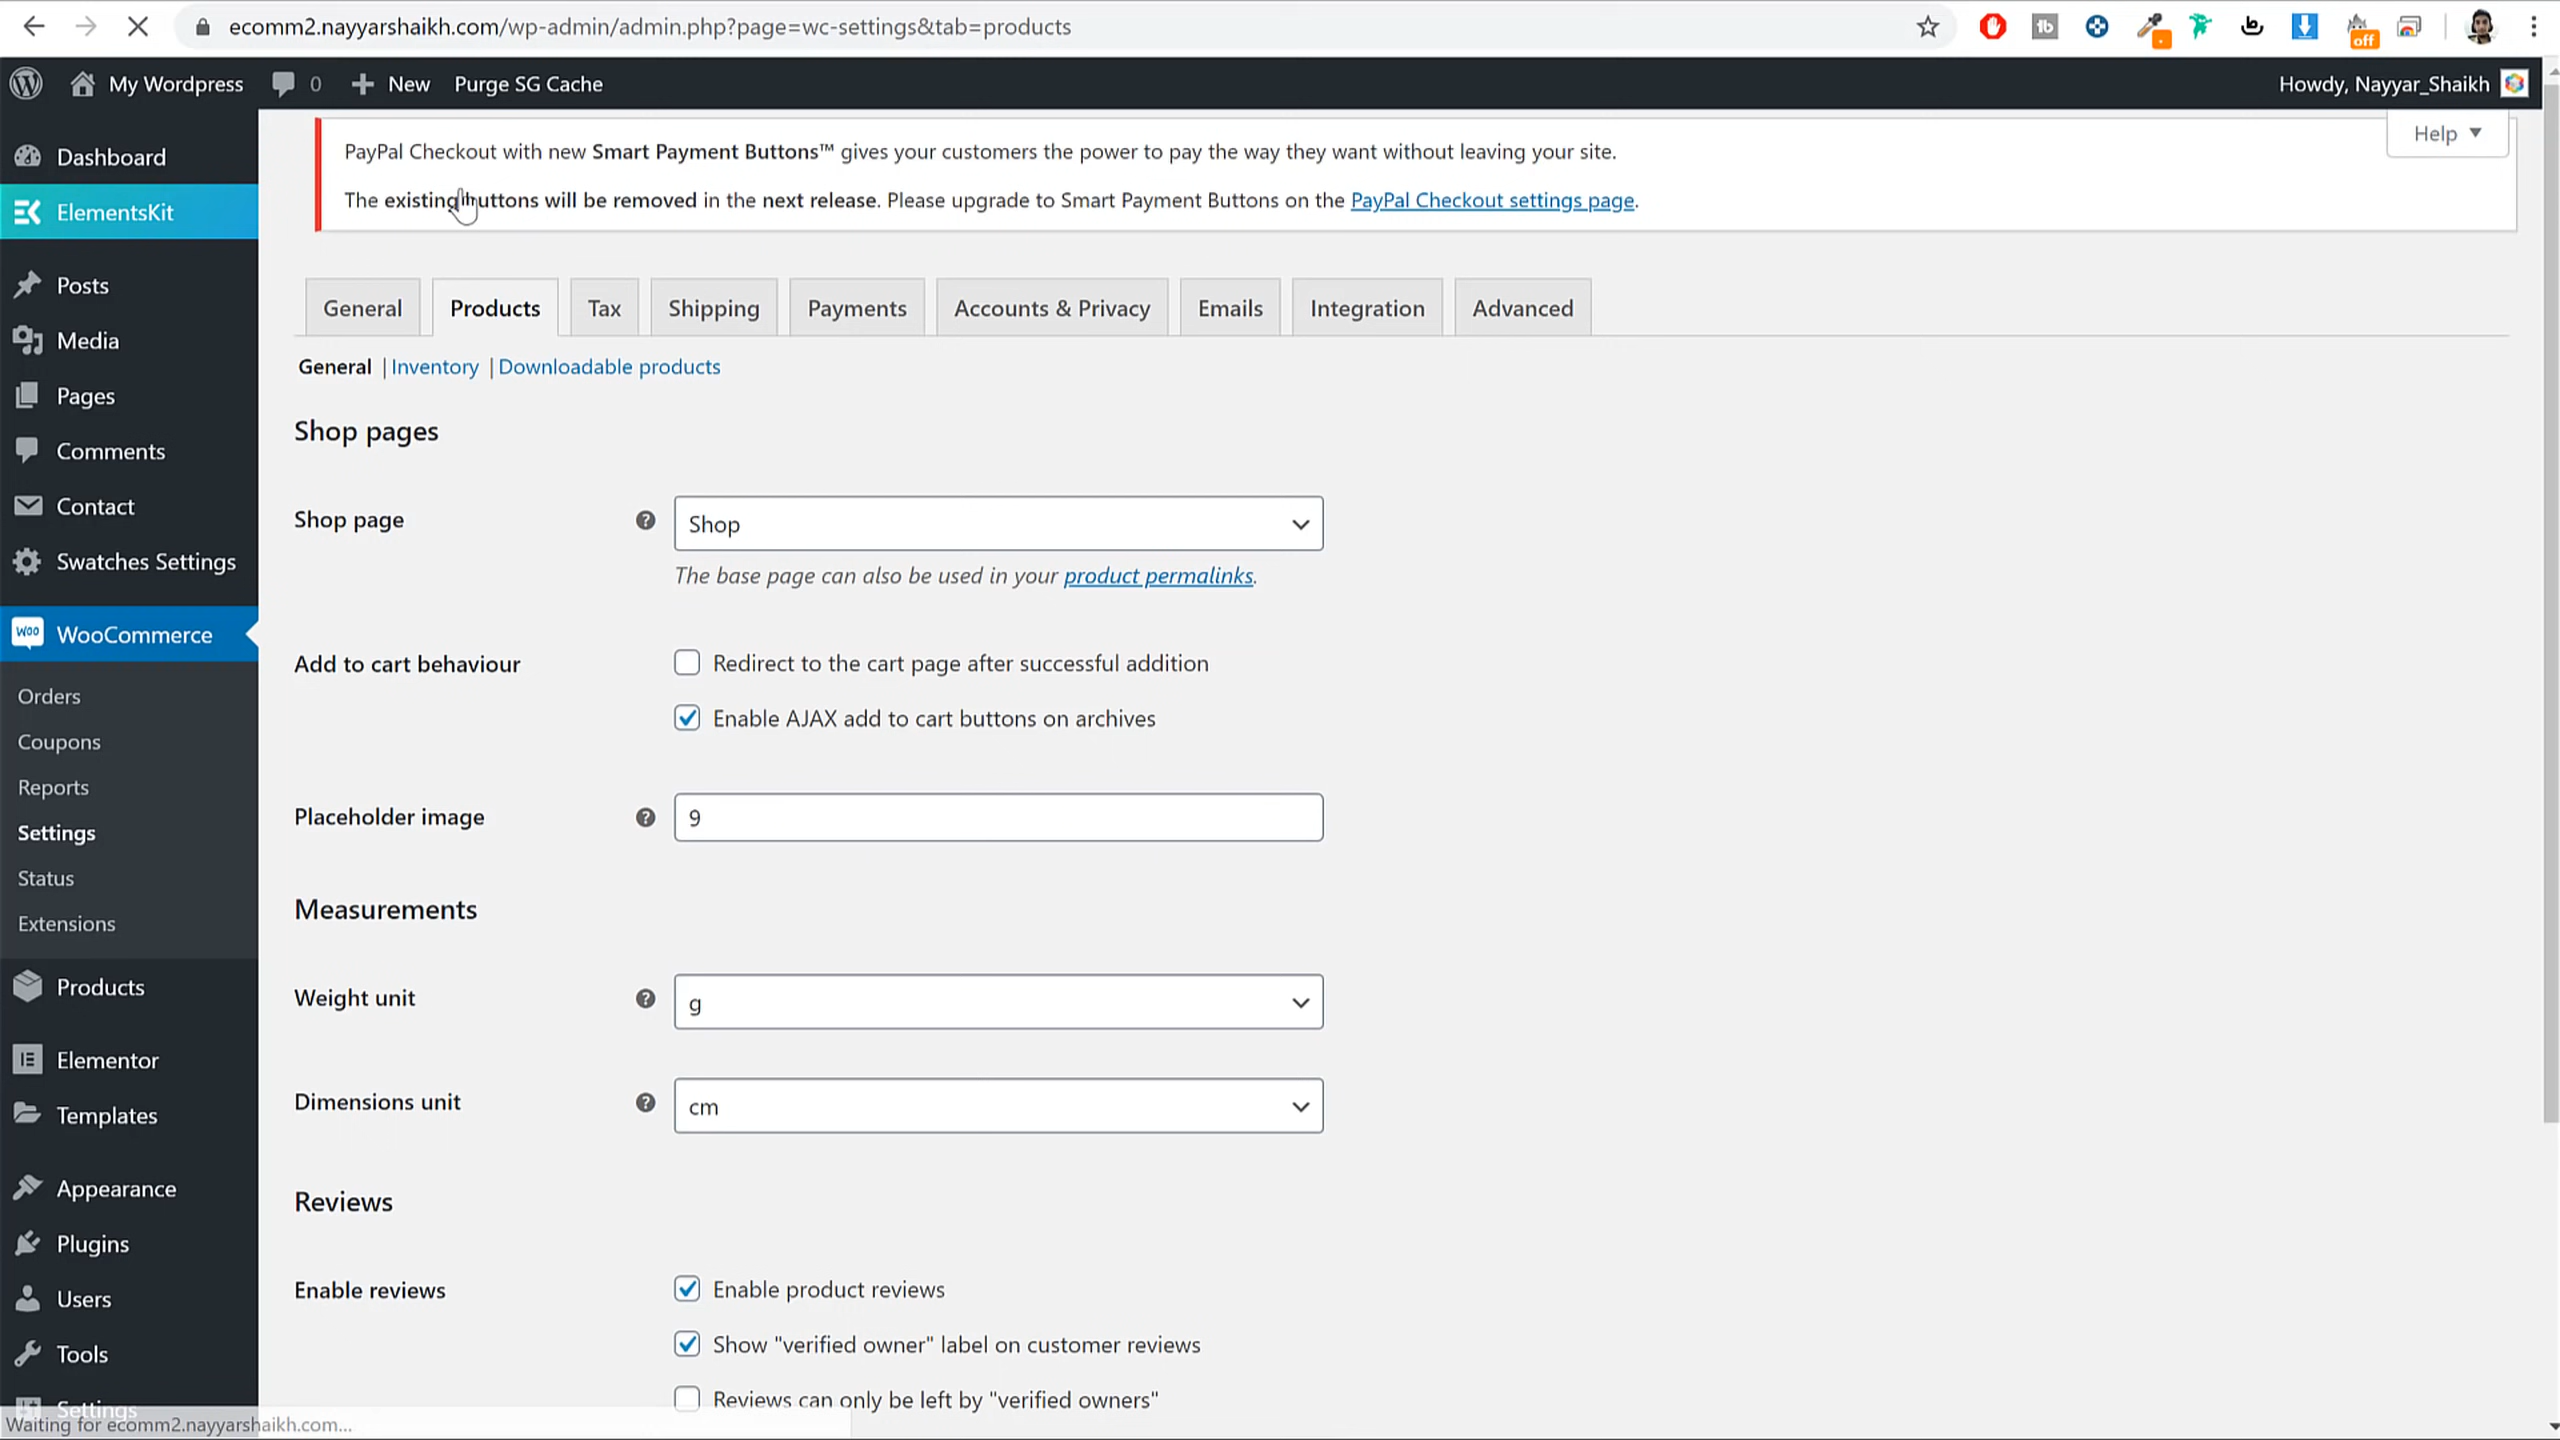 ecomm2.nayyarshaikh.com/wp-admin/admin.php?page=wc-settings&tab=products
off
My Wordpress 0 New Purge SG Cache Howdy, Nayyar_Shaikh
Help
PayPal Checkout with new Smart Payment Buttons™ gives your customers the power to pay the way they want without leaving your site.
The existing buttons will be removed in the next release. Please upgrade to Smart Payment Buttons on the PayPal Checkout settings page.
Dashboard
ElementsKit
Posts
Media
Pages
Comments
Contact
Swatches Settings
WooCommerce
Orders
Coupons
Reports
Settings
Status
Extensions
Products
Elementor
Templates
Appearance
Plugins
Users
Tools
Settings
General Products Tax Shipping Payments Accounts & Privacy Emails Integration Advanced
General | Inventory | Downloadable products
Shop pages
Shop page Shop
The base page can also be used in your product permalinks.
Add to cart behaviour Redirect to the cart page after successful addition
Enable AJAX add to cart buttons on archives
Placeholder image 9
Measurements
Weight unit g
Dimensions unit cm
Reviews
Enable reviews Enable product reviews
Show "verified owner" label on customer reviews
Reviews can only be left by "verified owners"
Waiting for ecomm2.nayyarshaikh.com...